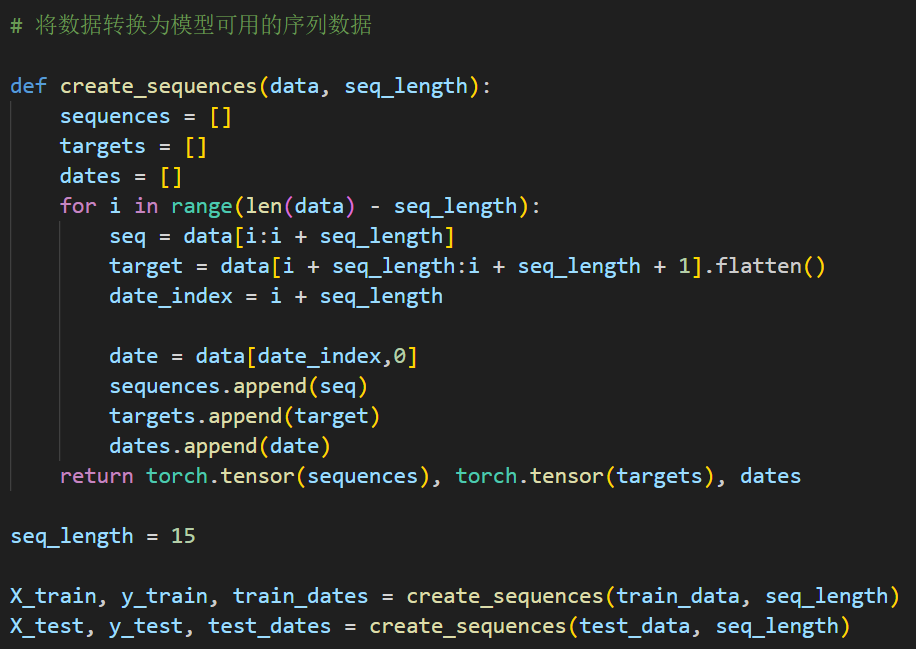 # 将数据转换为模型可用的序列数据
def create_sequences(data, seq_length):
    sequences = []
    targets = []
    dates = []
    for i in range(len(data) - seq_length):
        seq = data[i:i + seq_length]
        target = data[i + seq_length:i + seq_length + 1].flatten()
        date_index = i + seq_length
        date = data[date_index,0]
        sequences.append(seq)
        targets.append(target)
        dates.append(date)
    return torch.tensor(sequences), torch.tensor(targets), dates
seq_length = 15
X_train, y_train, train_dates = create_sequences(train_data, seq_length)
X_test, y_test, test_dates = create_sequences(test_data, seq_length)